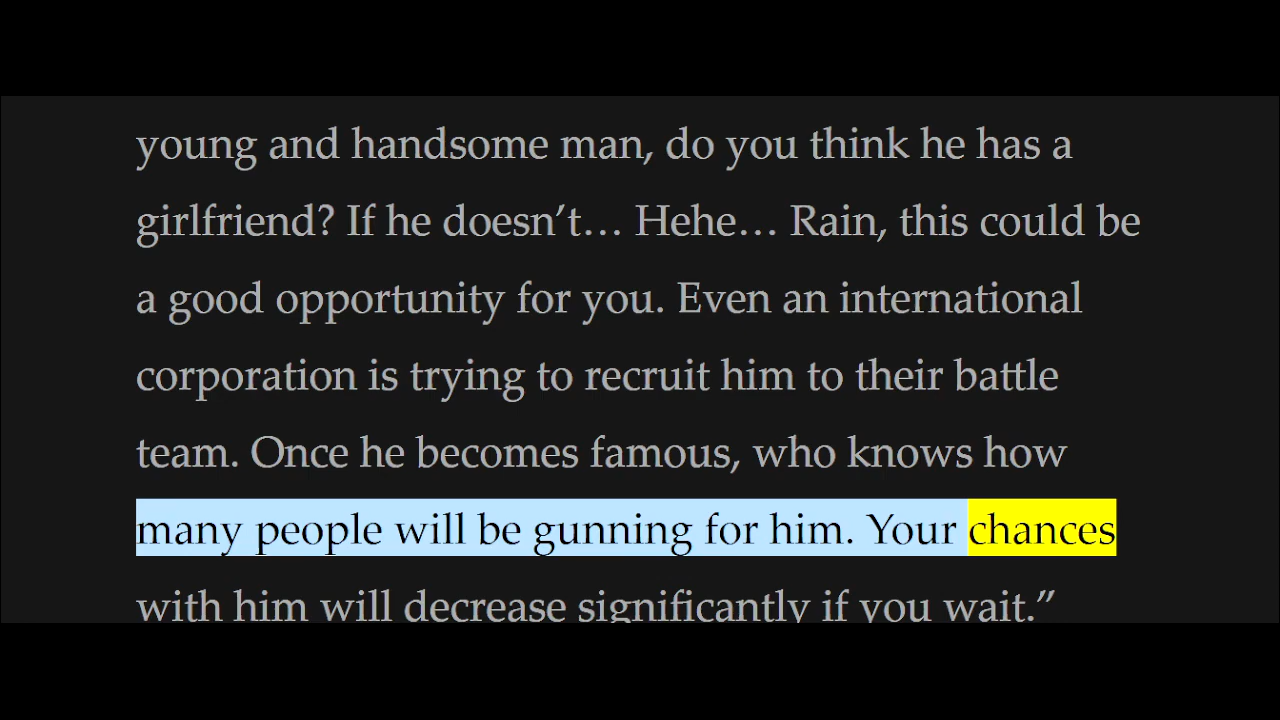 young and handsome man, do you think he has a
girlfriend? If he doesn’t… Hehe… Rain, this could be
a good opportunity for you. Even an international
corporation is trying to recruit him to their battle
team. Once he becomes famous, who knows how
many people will be gunning for him. Your chances
with him will decrease significantly if you wait.”